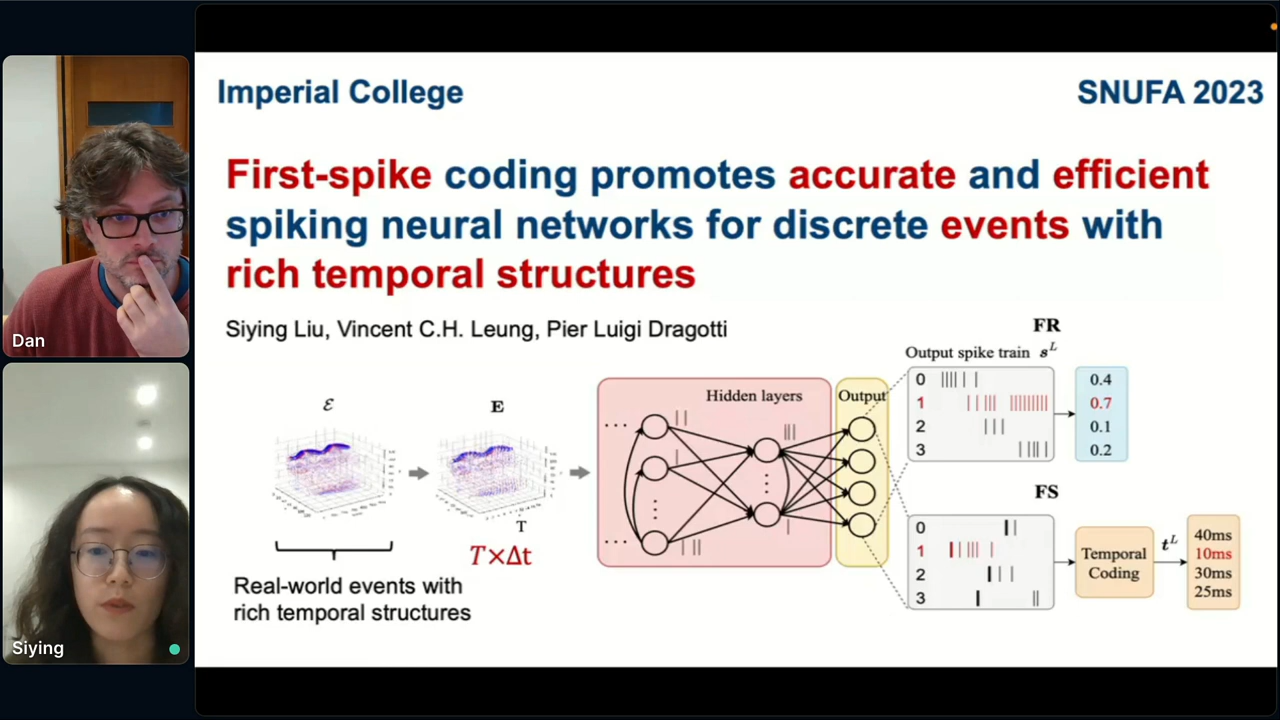 Imperial College
SNUFA 2023
First-spike coding promotes accurate and efficient
spiking neural networks for discrete events with
rich temporal structures
Siying Liu, Vincent C.H. Leung, Pier Luigi Dragotti
Dan
Siying
ℰ
E
T
T×Δt
Real-world events with
rich temporal structures
Hidden layers
Output
FR
Output spike train s^L
0
1
2
3
0.4
0.7
0.1
0.2
FS
0
1
2
3
Temporal
Coding
t^L
40ms
10ms
30ms
25ms